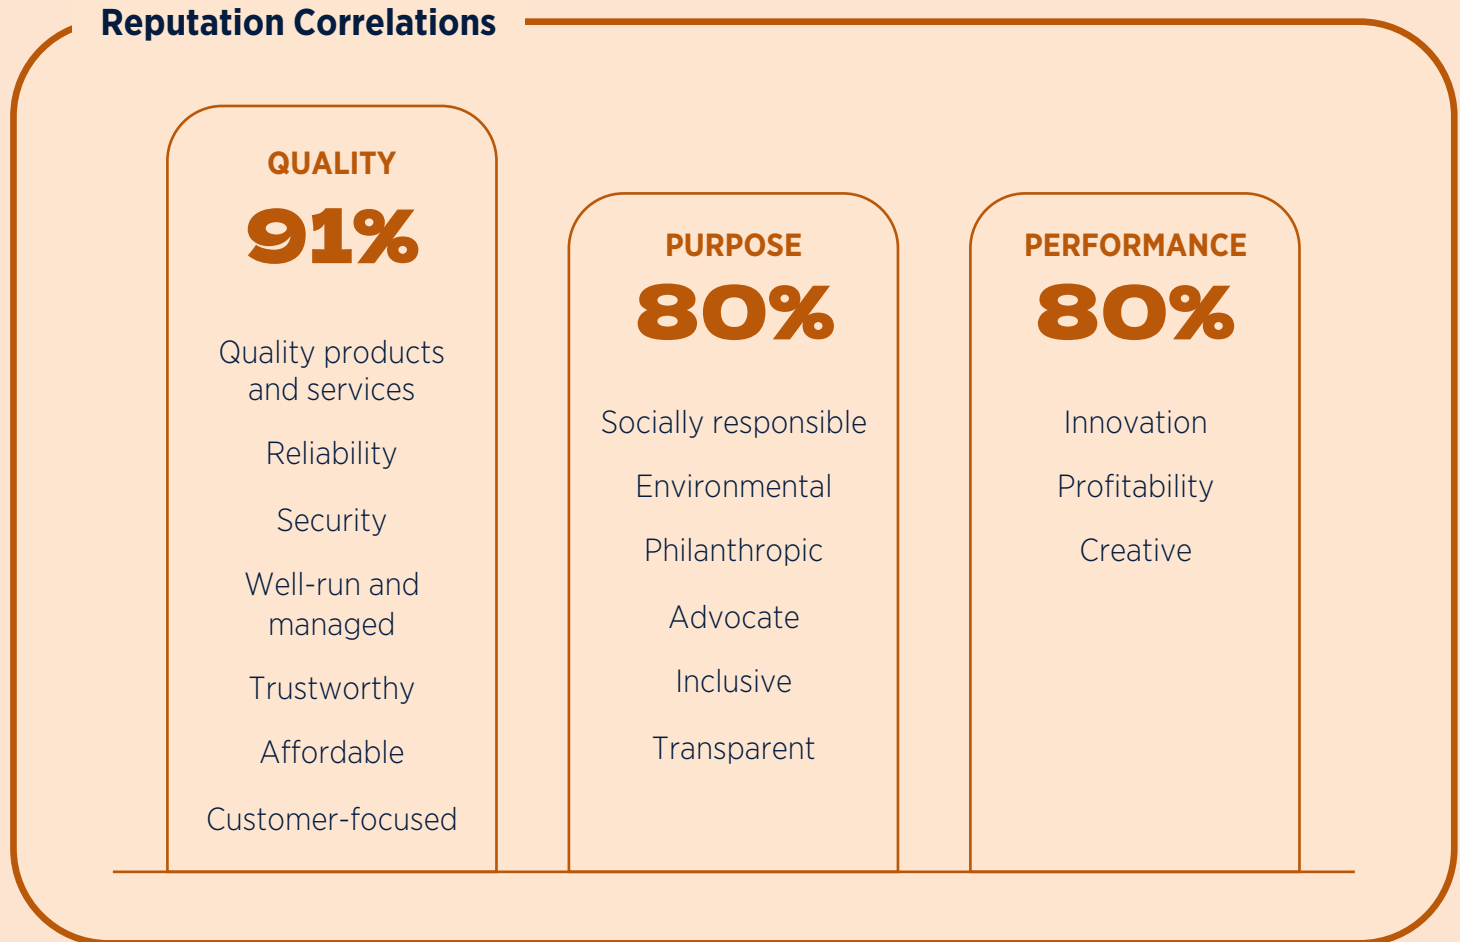 Reputation Correlations
QUALITY
91%
Quality products
and services
Reliability
Security
Well-run and
managed
Trustworthy
Affordable
Customer-focused
PURPOSE
80%
Socially responsible
Environmental
Philanthropic
Advocate
Inclusive
Transparent
PERFORMANCE
80%
Innovation
Profitability
Creative